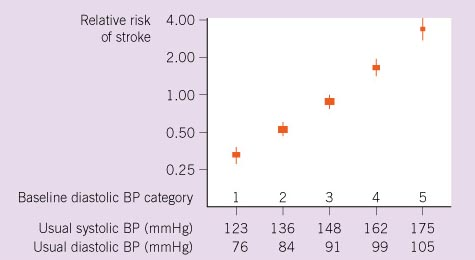 Relative risk
of stroke
4.00
2.00
1.00
0.50
0.25
Baseline diastolic BP category 1 2 3 4 5
Usual systolic BP (mmHg) 123 136 148 162 175
Usual diastolic BP (mmHg) 76 84 91 99 105